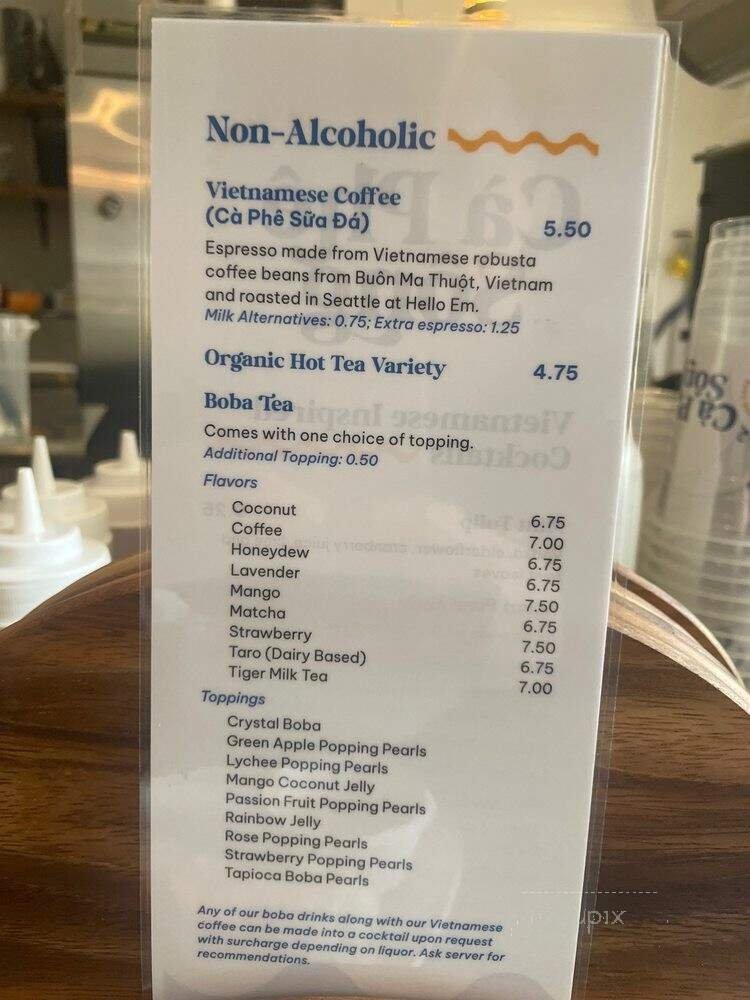 Non-Alcoholic
Vietnamese Coffee
(Cà Phê Sữa Đá) 5.50
Espresso made from Vietnamese robusta
coffee beans from Buôn Ma Thuột, Vietnam
and roasted in Seattle at Hello Em.
Milk Alternatives: 0.75; Extra espresso: 1.25
Organic Hot Tea Variety 4.75
Boba Tea
Comes with one choice of topping.
Additional Topping: 0.50
Flavors
Coconut 6.75
Coffee 7.00
Honeydew 6.75
Lavender 6.75
Mango 7.50
Matcha 6.75
Strawberry 7.50
Taro (Dairy Based) 6.75
Tiger Milk Tea 7.00
Toppings
Crystal Boba
Green Apple Popping Pearls
Lychee Popping Pearls
Mango Coconut Jelly
Passion Fruit Popping Pearls
Rainbow Jelly
Rose Popping Pearls
Strawberry Popping Pearls
Tapioca Boba Pearls
Any of our boba drinks along with our Vietnamese
coffee can be made into a cocktail upon request
with surcharge depending on liquor. Ask server for
recommendations.
Vietnamese Inspired
Cocktails